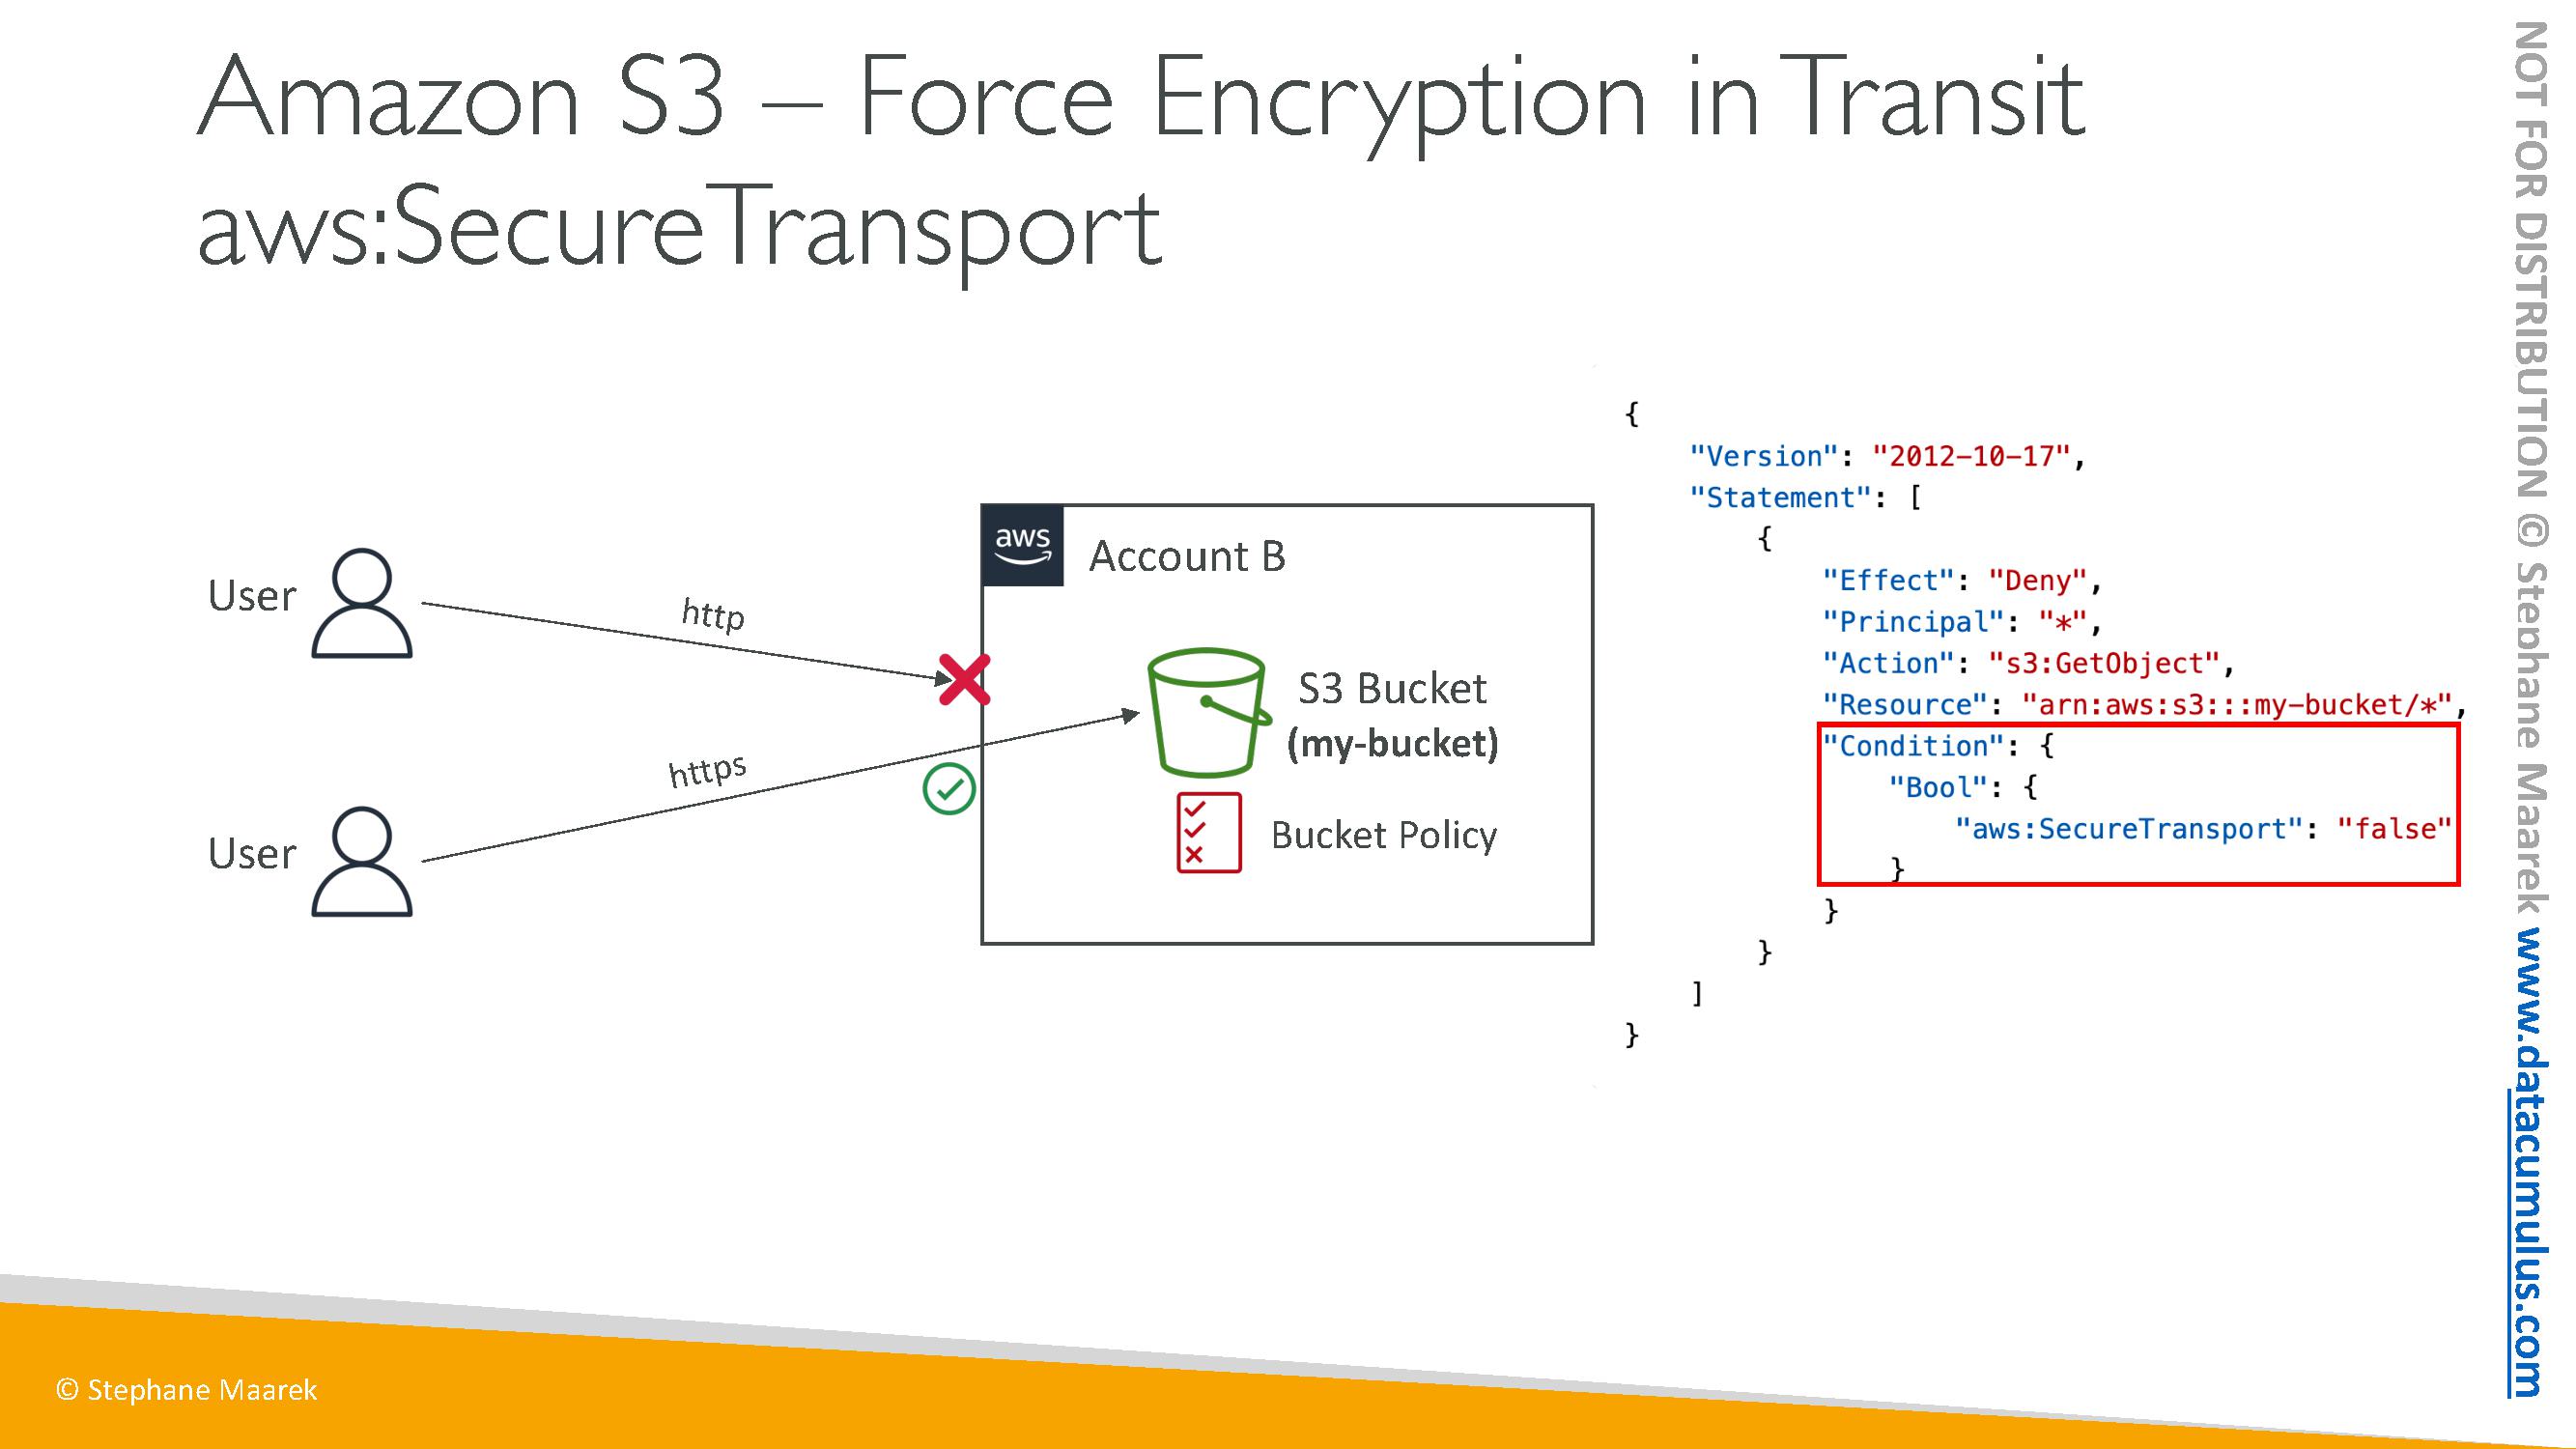 Amazon S3 – Force Encryption in Transit
aws:SecureTransport
User
http
https
User
aws
Account B
S3 Bucket
(my-bucket)
Bucket Policy
{
"Version": "2012-10-17",
"Statement": [
{
"Effect": "Deny",
"Principal": "*",
"Action": "s3:GetObject",
"Resource": "arn:aws:s3:::my-bucket/*",
"Condition": {
"Bool": {
"aws:SecureTransport": "false"
}
}
}
]
}
© Stephane Maarek
NOT FOR DISTRIBUTION © Stephane Maarek www.datacumulus.com